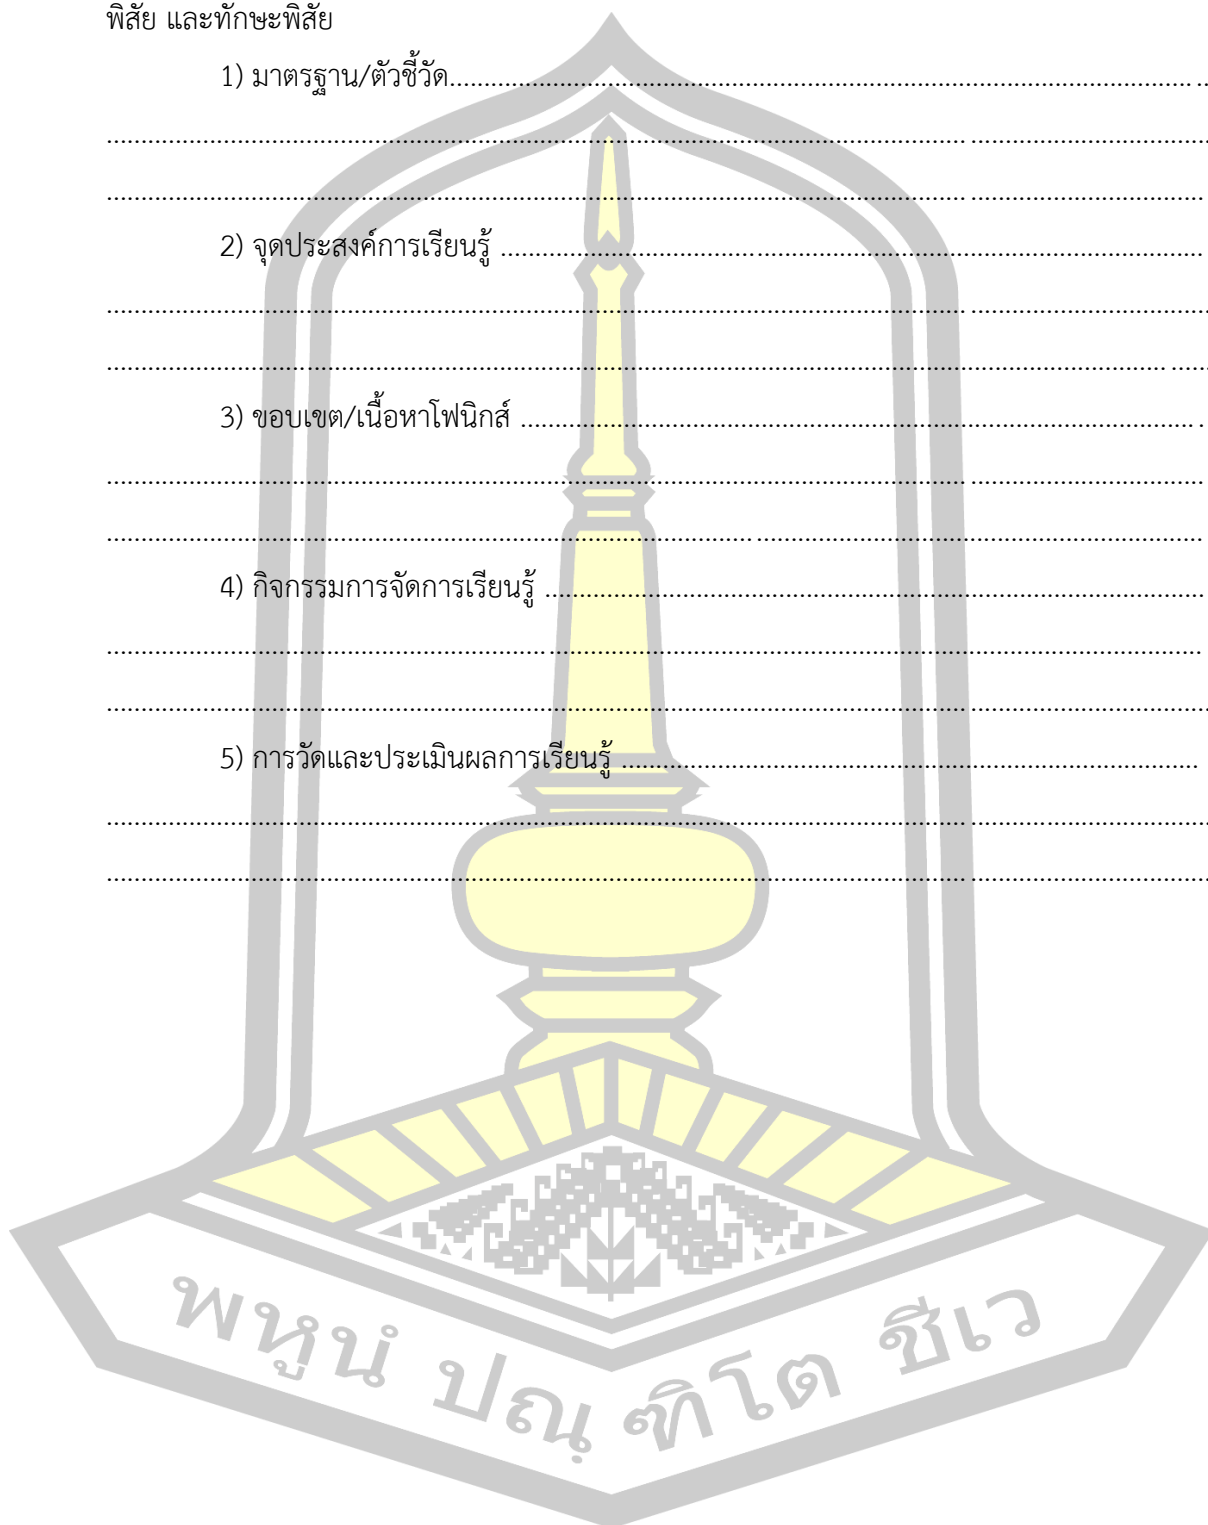 พิสัย และทักษะพิสัย
1) มาตรฐาน/ตัวชี้วัด..........................................................................................
..........................................................................................
..........................................................................................
2) จุดประสงค์การเรียนรู้ ..........................................................................................
..........................................................................................
..........................................................................................
3) ขอบเขต/เนื้อหาโฟนิกส์ ..........................................................................................
..........................................................................................
..........................................................................................
4) กิจกรรมการจัดการเรียนรู้ ..........................................................................................
..........................................................................................
..........................................................................................
5) การวัดและประเมินผลการเรียนรู้ ..........................................................................................
..........................................................................................
..........................................................................................
พหูนํ ปณฺฑิโต ชีเว